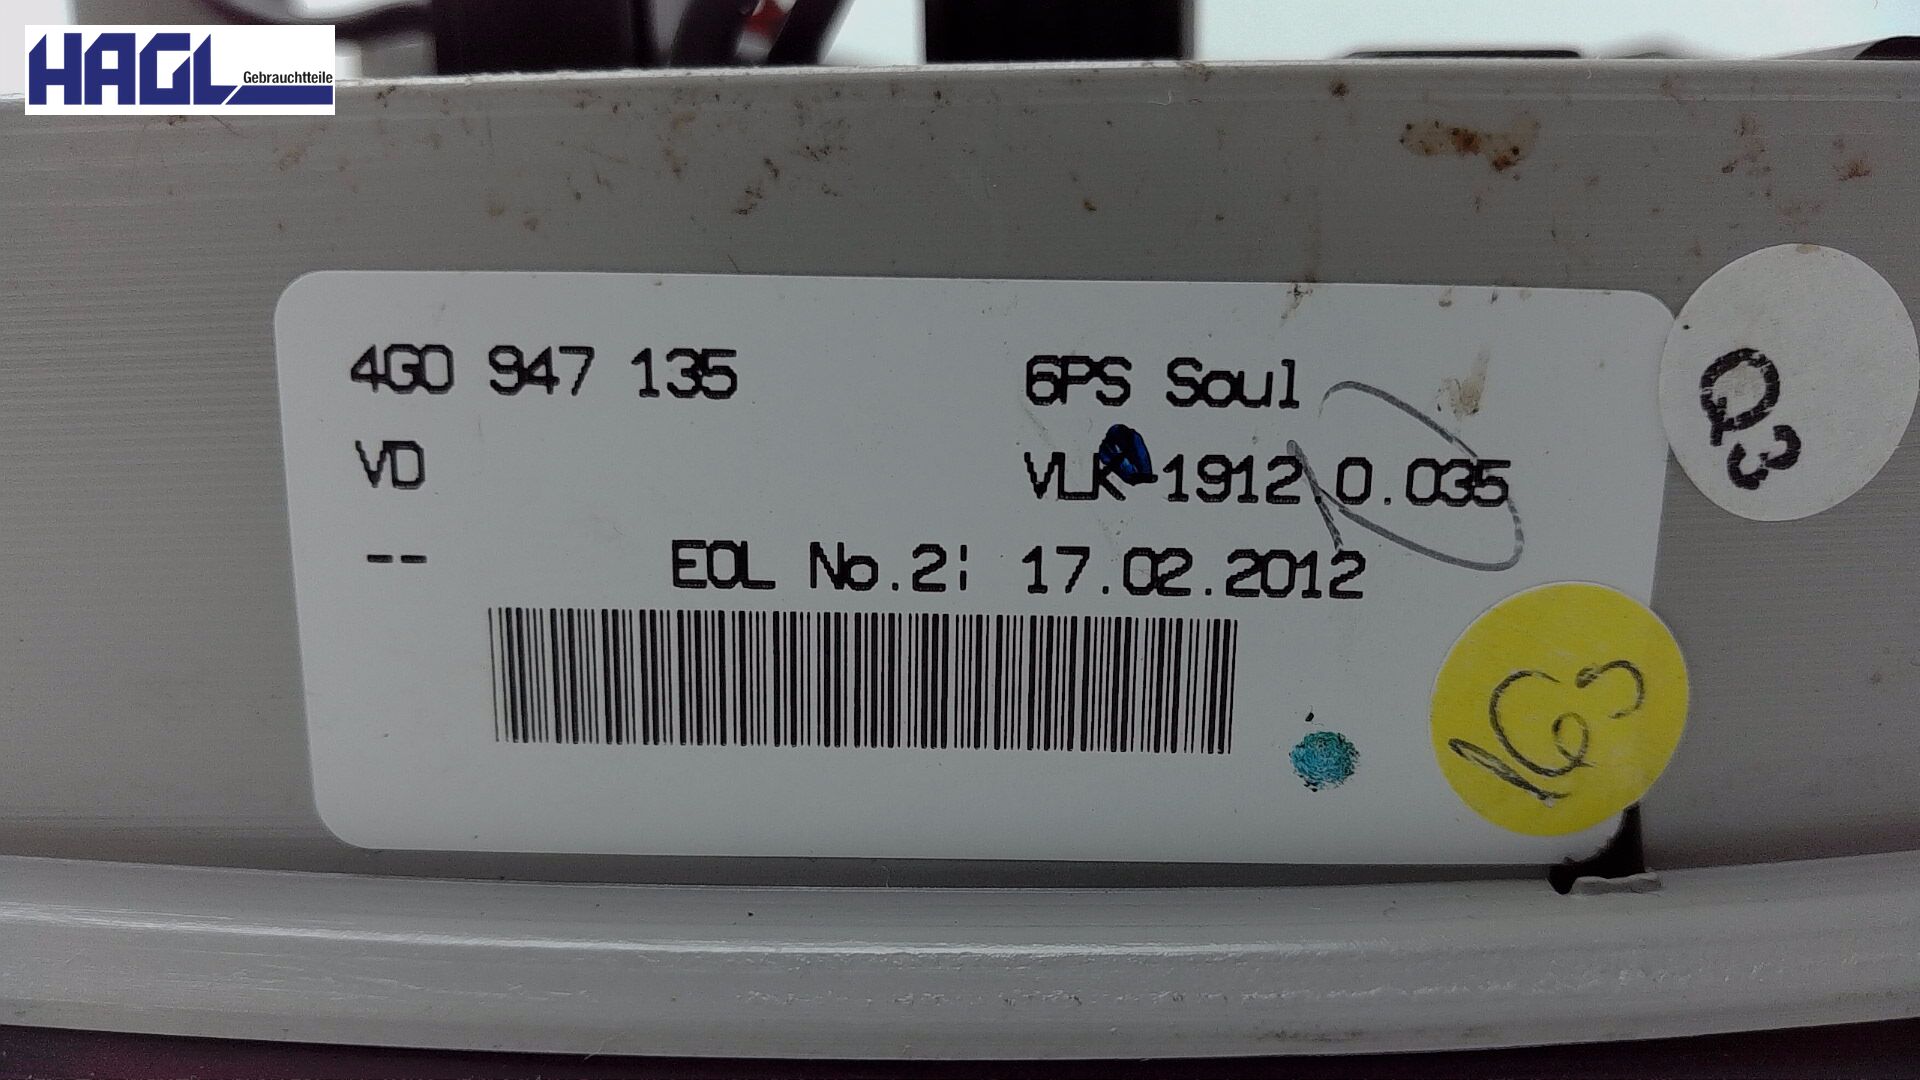 HAGL
Gebrauchtteile
4G0 947 135
6PS Soul
VD
VLK-1912.0.035
--
EOL No.2: 17.02.2012
Q3